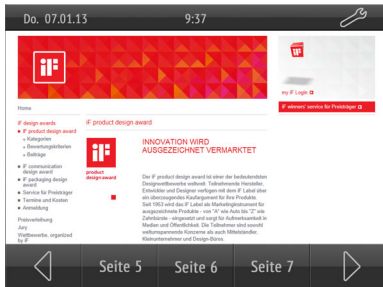 Do. 07.01.13
9:37
iF
iF
my iF Login
iF winners' service for Preisträger
Home
iF design awards
iF product design award
» Kategorien
» Bewertungskriterien
» Beiträge
iF communication
design award
iF packaging design
award
Service für Preisträger
Termine und Kosten
Anmeldung
Preisverleihung
Jury
Wettbewerbe, organized
by iF
iF product design award
iF
product
design award
INNOVATION WIRD
AUSGEZEICHNET VERMARKTET
Der iF product design award ist einer der bedeutendsten
Designwettbewerbe weltweit. Teilnehmende Hersteller,
Entwickler und Designer verfügen mit dem iF Label über
ein überzeugendes Kaufargument für ihre Produkte.
Seit 1953 wird das iF Label als Marketinginstrument für
ausgezeichnete Produkte - von "A" wie Auto bis "Z" wie
Zahnbürste - eingesetzt und sorgt für Aufmerksamkeit in
Medien und Öffentlichkeit. Die Teilnehmer sind sowohl
weltumspannende Konzerne als auch Mittelständler,
Kleinunternehmer und Design-Büros.
Seite 5
Seite 6
Seite 7